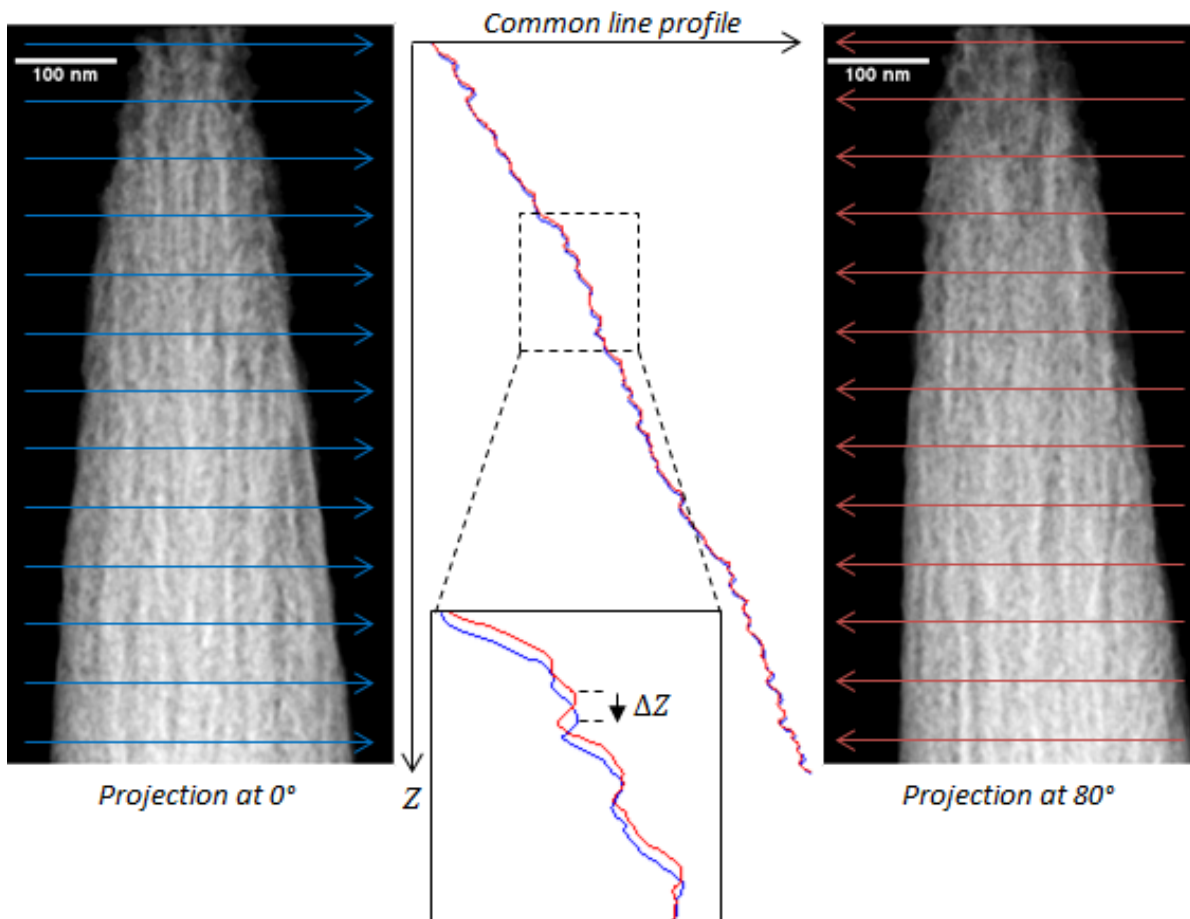 Common line profile
100 nm
100 nm
ΔZ
Z
Projection at 0°
Projection at 80°